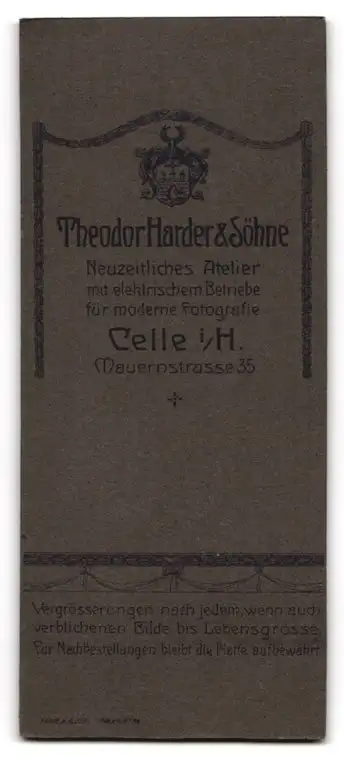 Theodor Harder & Söhne
Neuzeitliches Atelier
mit elektrischem Betriebe
für moderne Fotografie
Celle i/H.
Mauernstrasse 35
Vergrösserungen nach jedem, wenn auch
verblichenen Bilde bis Lebensgrösse
Für Nachbestellungen bleibt die Platte aufbewahrt